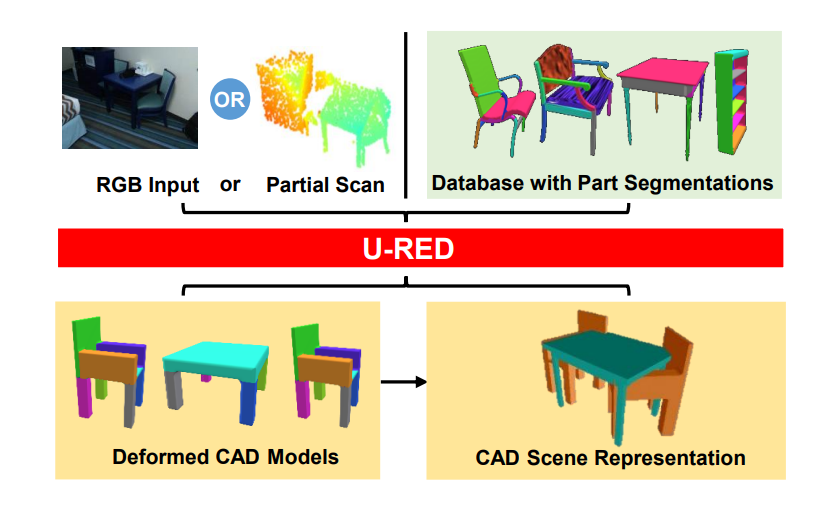 OR
RGB Input or Partial Scan
Database with Part Segmentations
U-RED
Deformed CAD Models
CAD Scene Representation